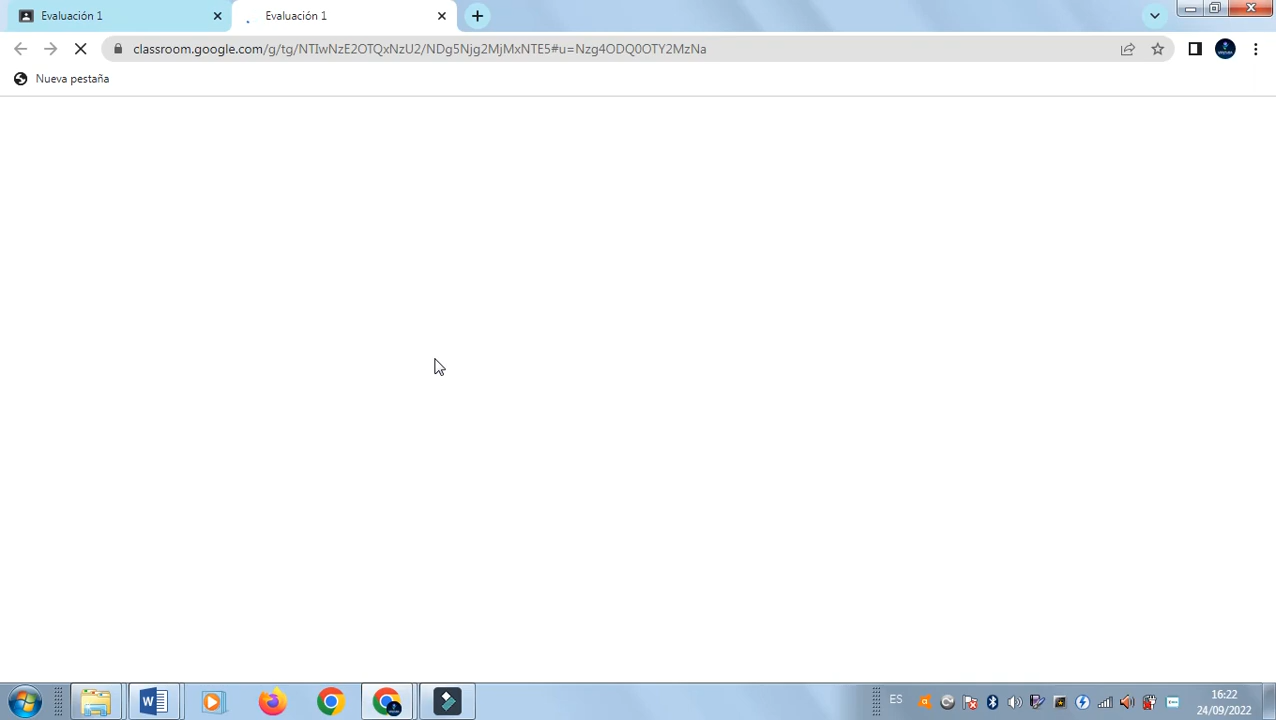 Evaluación 1
Evaluación 1
classroom.google.com/g/tg/NTIwNzE2OTQxNzU2/NDg5Njg2MjMxNTE5#u=Nzg4ODQ0OTY2MzNa
Nueva pestaña
ES
16:22
24/09/2022